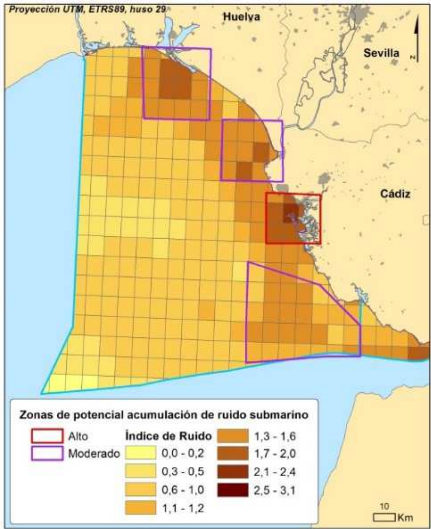 Proyección UTM, ETRS89, huso 29
Huelva
Sevilla
Cádiz
Zonas de potencial acumulación de ruido submarino
Alto
Moderado
Índice de Ruido
0,0 - 0,2
0,3 - 0,5
0,6 - 1,0
1,1 - 1,2
1,3 - 1,6
1,7 - 2,0
2,1 - 2,4
2,5 - 3,1
10
Km